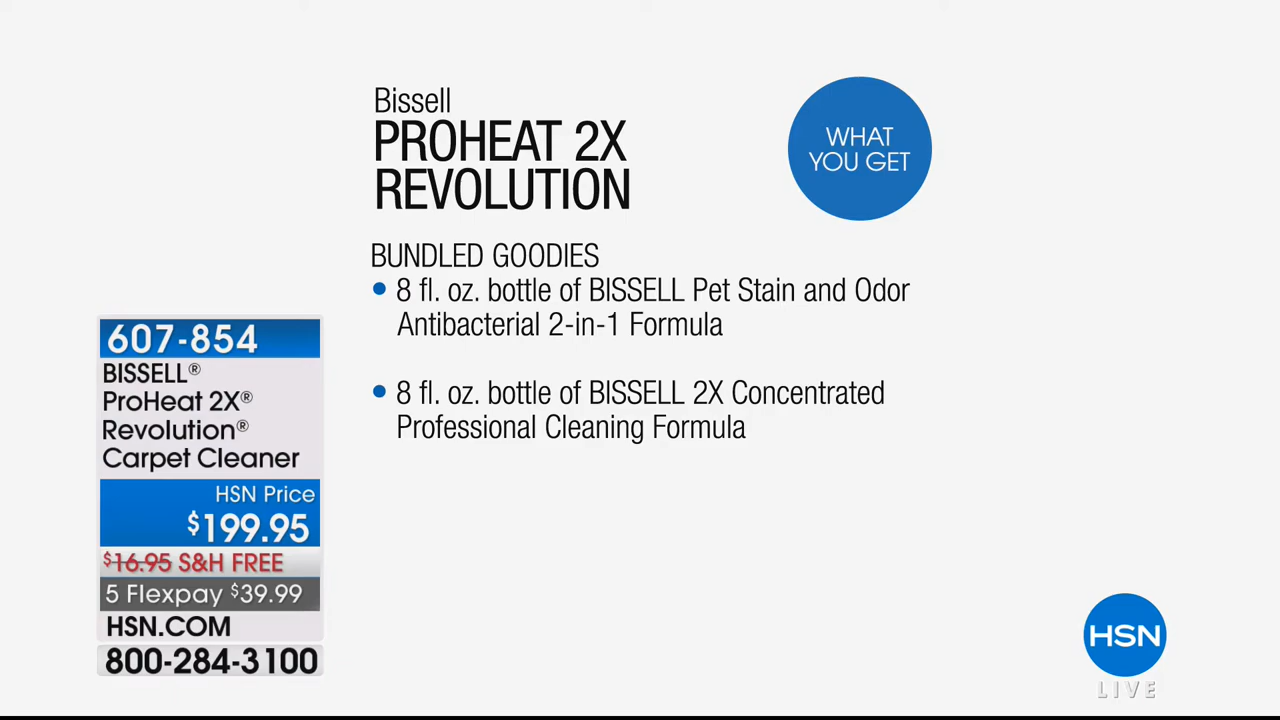 Bissell
PROHEAT 2X
REVOLUTION
WHAT
YOU GET
BUNDLED GOODIES
• 8 fl. oz. bottle of BISSELL Pet Stain and Odor
Antibacterial 2-in-1 Formula
• 8 fl. oz. bottle of BISSELL 2X Concentrated
Professional Cleaning Formula
607-854
BISSELL®
ProHeat 2X®
Revolution®
Carpet Cleaner
HSN Price
$199.95
$16.95 S&H FREE
5 Flexpay $39.99
HSN.COM
800-284-3100
HSN
LIVE